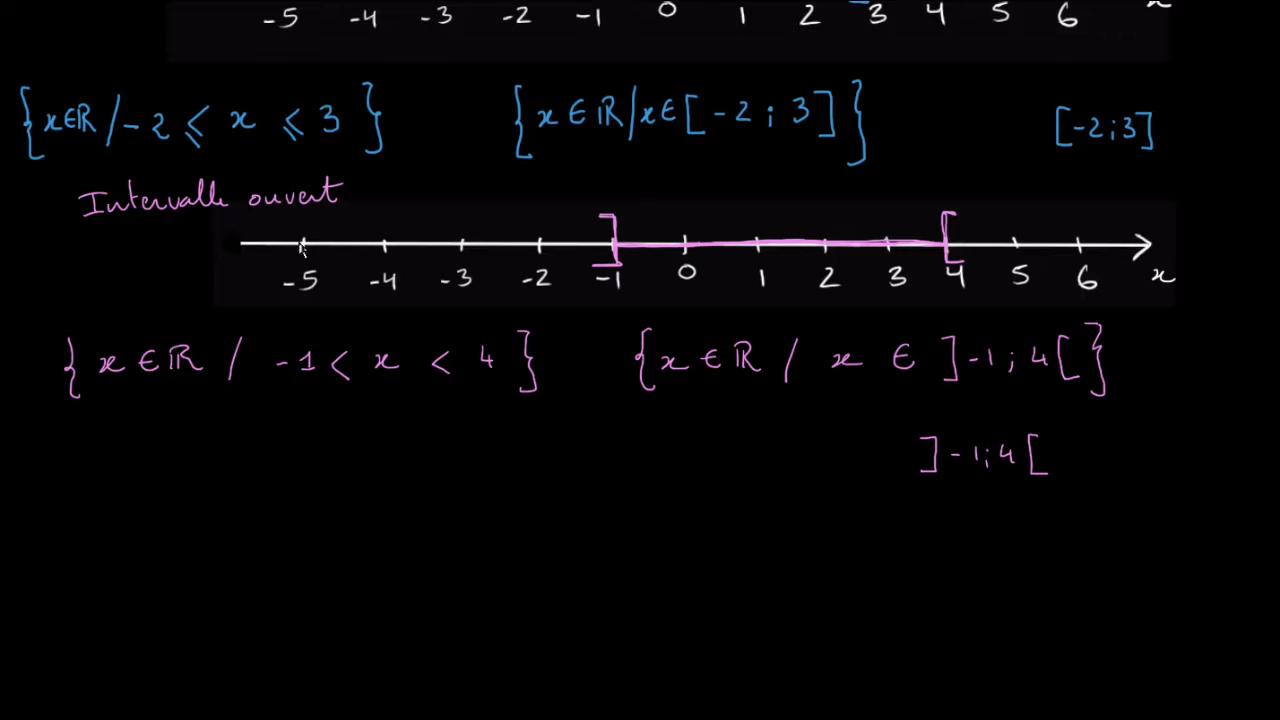 -5 -4 -3 -2 -1 0 1 2 3 4 5 6
{x∈ℝ/-2 ⩽ x ⩽ 3} {x∈ℝ/x∈[-2;3]} [-2;3]
Intervalle ouvert
] [
-5 -4 -3 -2 -1 0 1 2 3 4 5 6 x
{x∈ℝ / -1 < x < 4} {x∈ℝ / x ∈ ]-1;4[}
]-1;4[